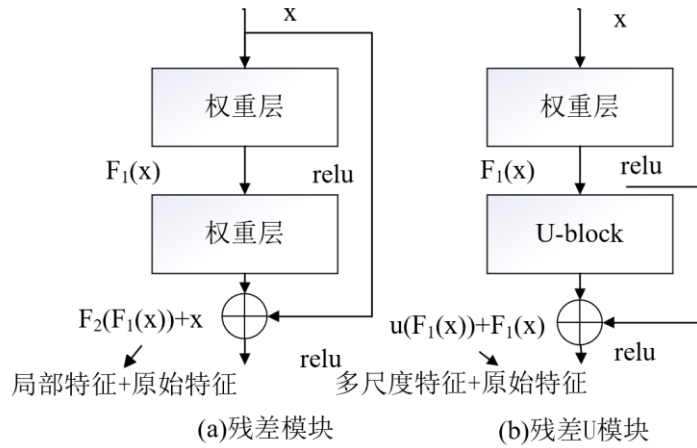 x
权重层
F₁(x)
relu
权重层
F₂(F₁(x))+x
relu
局部特征+原始特征
(a)残差模块
x
权重层
F₁(x)
relu
U-block
u(F₁(x))+F₁(x)
relu
多尺度特征+原始特征
(b)残差U模块